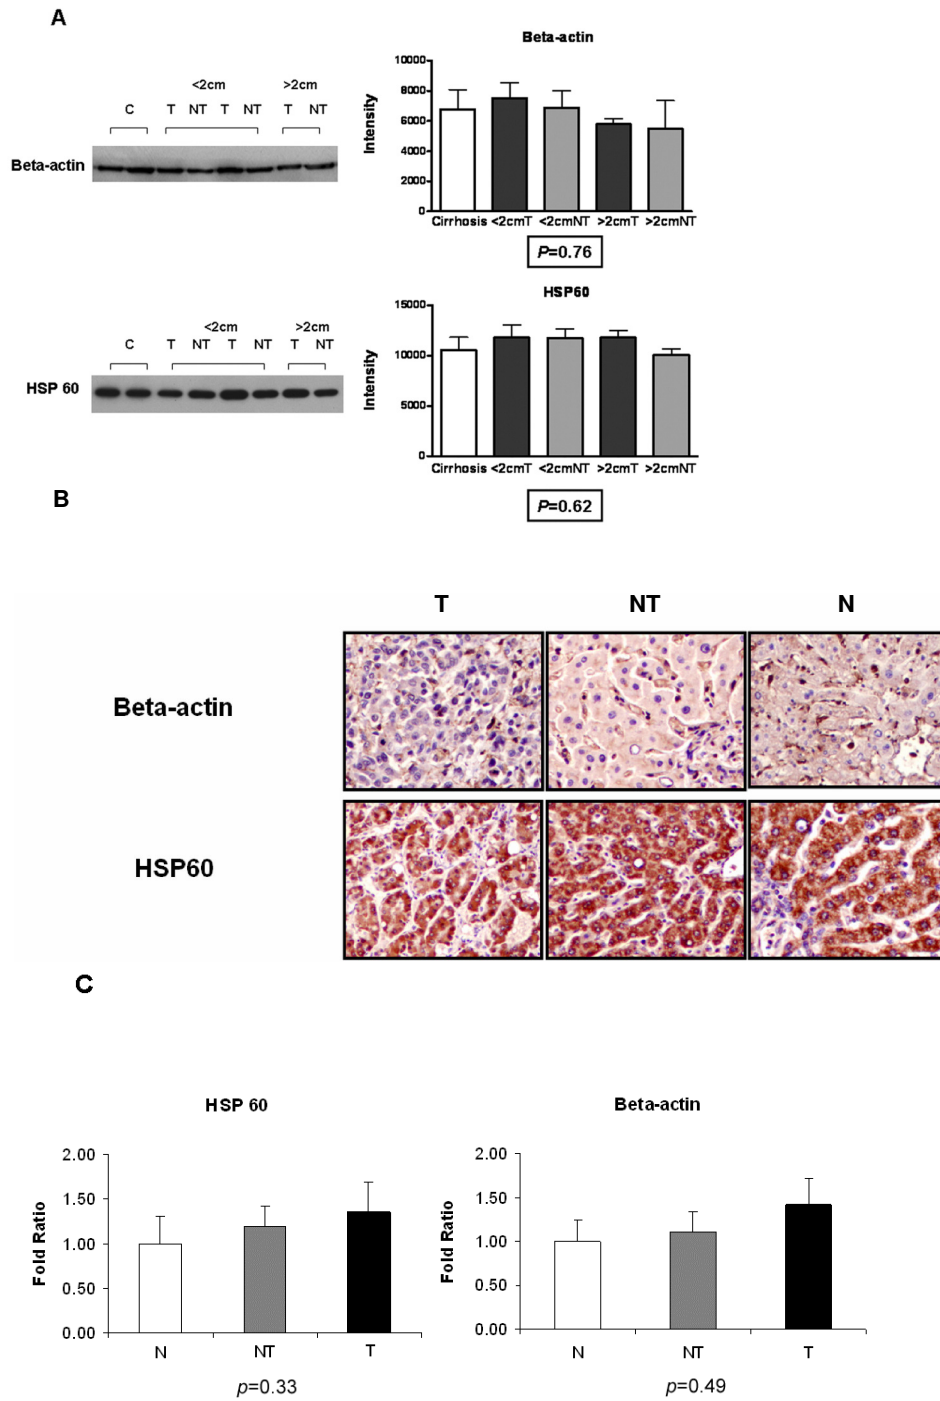 A
Beta-actin
<2cm >2cm
C T NT T NT T NT
Beta-actin
Intensity
10000
8000
6000
4000
2000
0
Cirrhosis <2cmT <2cmNT >2cmT >2cmNT
P=0.76
HSP60
<2cm >2cm
C T NT T NT T NT
HSP 60
Intensity
15000
10000
5000
0
Cirrhosis <2cmT <2cmNT >2cmT >2cmNT
P=0.62
B
T NT N
Beta-actin
HSP60
C
HSP 60
Fold Ratio
2.00
1.50
1.00
0.50
0.00
N NT T
p=0.33
Beta-actin
Fold Ratio
2.00
1.50
1.00
0.50
0.00
N NT T
p=0.49